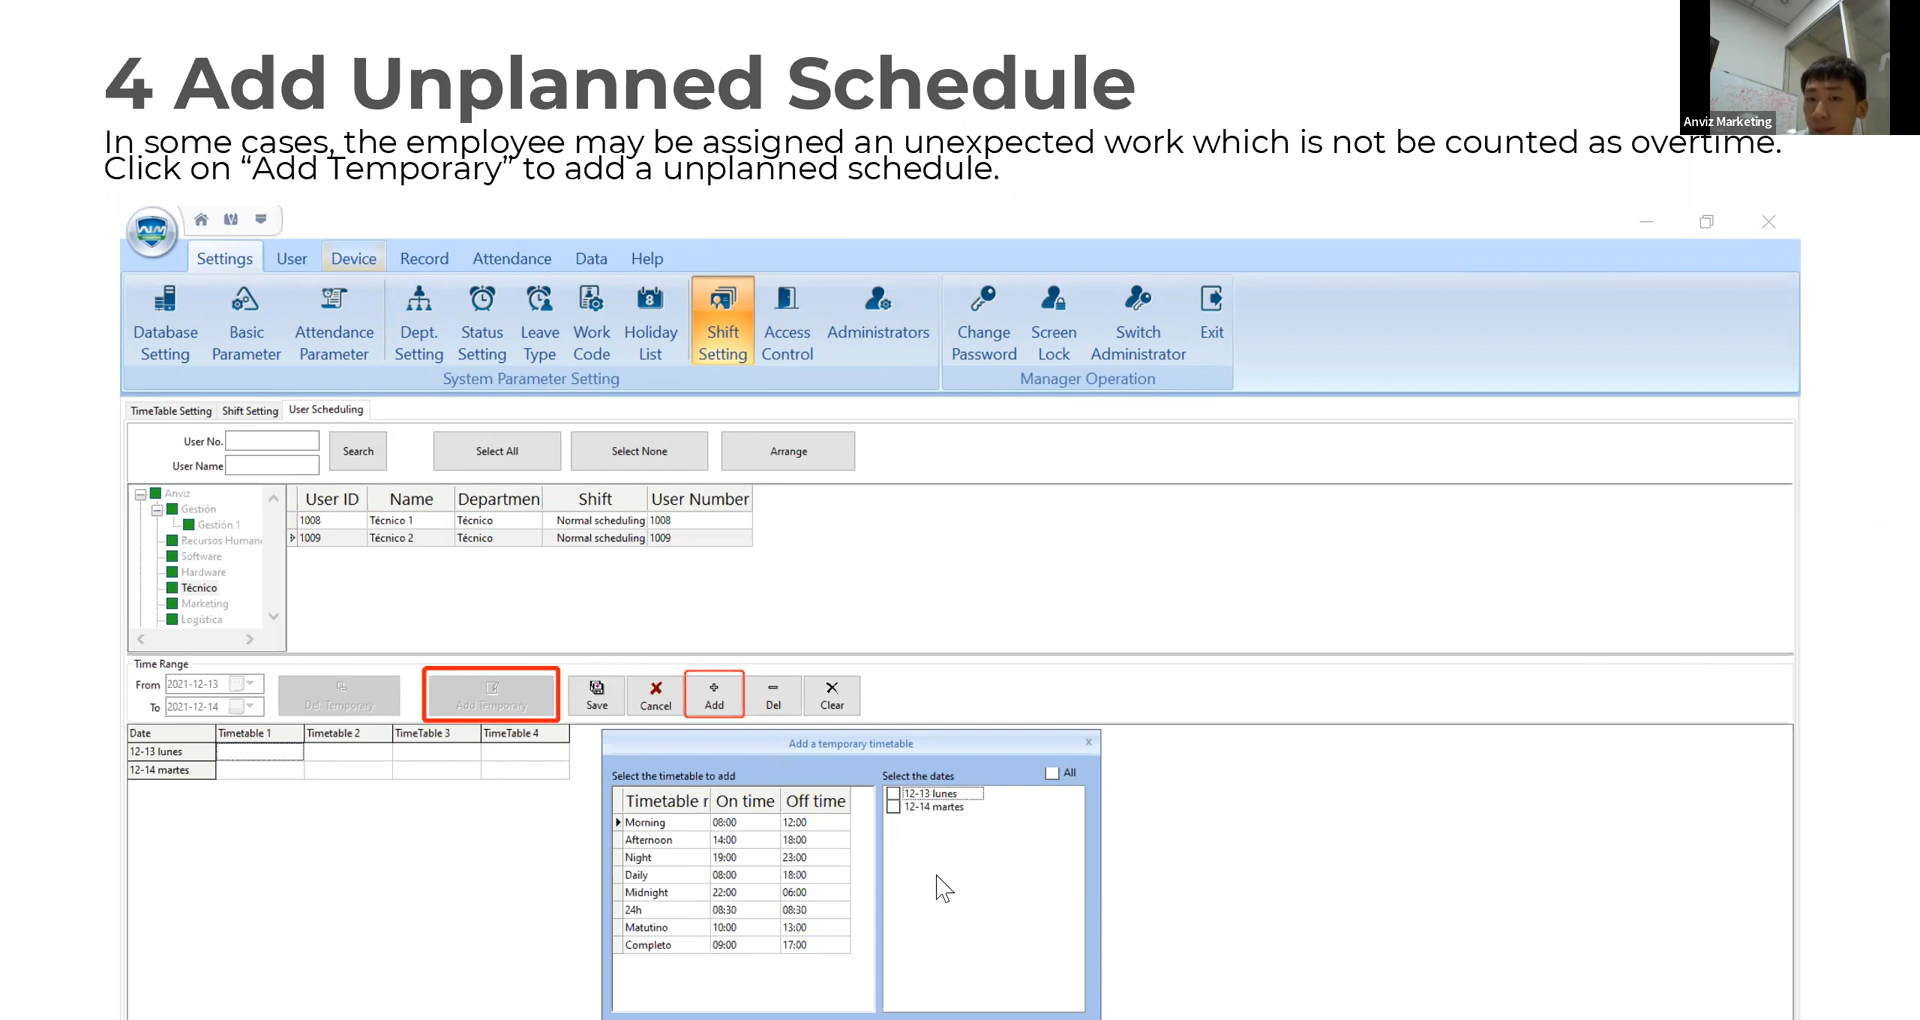 4 Add Unplanned Schedule
In some cases, the employee may be assigned an unexpected work which is not be counted as overtime.
Click on “Add Temporary” to add a unplanned schedule.
Anviz Marketing
AIM
Settings User Device Record Attendance Data Help
Database Setting
Basic Parameter
Attendance Parameter
Dept. Setting
Status Setting
Leave Type
Work Code
8
Holiday List
Shift Setting
Access Control
Administrators
Change Password
Screen Lock
Switch Administrator
Exit
System Parameter Setting
Manager Operation
TimeTable Setting Shift Setting User Scheduling
User No.
User Name
Search
Select All
Select None
Arrange
Anviz
Gestión
Gestión 1
Recursos Human
Software
Hardware
Técnico
Marketing
Logística
User ID Name Departmen Shift User Number
1008 Técnico 1 Técnico Normal scheduling 1008
1009 Técnico 2 Técnico Normal scheduling 1009
Time Range
From 2021-12-13
To 2021-12-14
Del. Temporary
Add Temporary
Save
Cancel
Add
Del
Clear
Date Timetable 1 Timetable 2 TimeTable 3 TimeTable 4
12-13 lunes
12-14 martes
Add a temporary timetable
x
Select the timetable to add
Timetable r On time Off time
Morning 08:00 12:00
Afternoon 14:00 18:00
Night 19:00 23:00
Daily 08:00 18:00
Midnight 22:00 06:00
24h 08:30 08:30
Matutino 10:00 13:00
Completo 09:00 17:00
Select the dates
All
12-13 lunes
12-14 martes